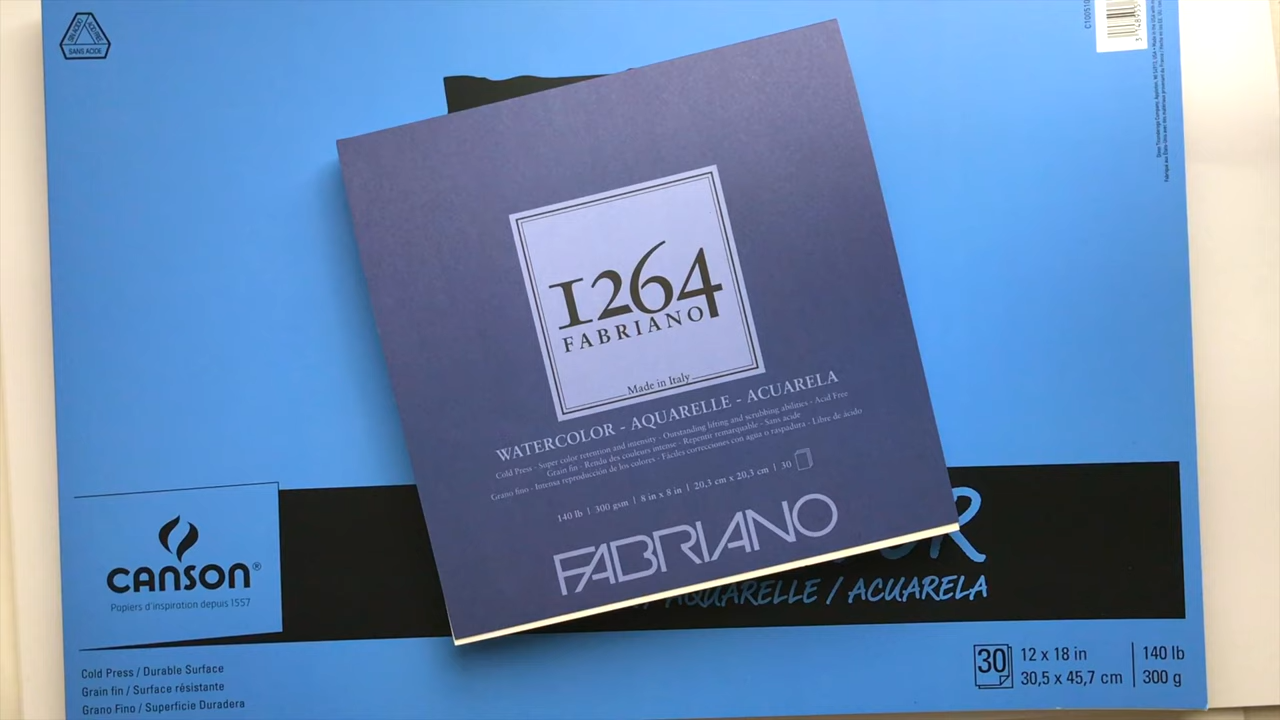 SANS ACIDE
1264
FABRIANO
Made in Italy
WATERCOLOR - AQUARELLE - ACUARELA
Cold Press - Super color retention and intensity - Outstanding lifting and scrubbing abilities - Acid Free
Grain fin - Rendu des couleurs intense - Repentir remarquable - Sans acide
Grano fino - Intensa reproducción de los colores - Fáciles correcciones con agua o raspadura - Libre de ácido
140 lb | 300 gsm | 8 in x 8 in | 20,3 cm x 20,3 cm | 30
FABRIANO
CANSON®
Papiers d'inspiration depuis 1557
AQUARELLE / ACUARELA
Cold Press / Durable Surface
Grain fin / Surface résistante
Grano Fino / Superficie Duradera
30
12 x 18 in
30,5 x 45,7 cm
140 lb
300 g